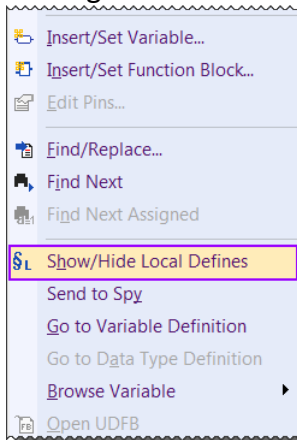 Insert/Set Variable...
Insert/Set Function Block...
Edit Pins...
Find/Replace...
Find Next
Find Next Assigned
§L Show/Hide Local Defines
Send to Spy
Go to Variable Definition
Go to Data Type Definition
Browse Variable
FB Open UDFB